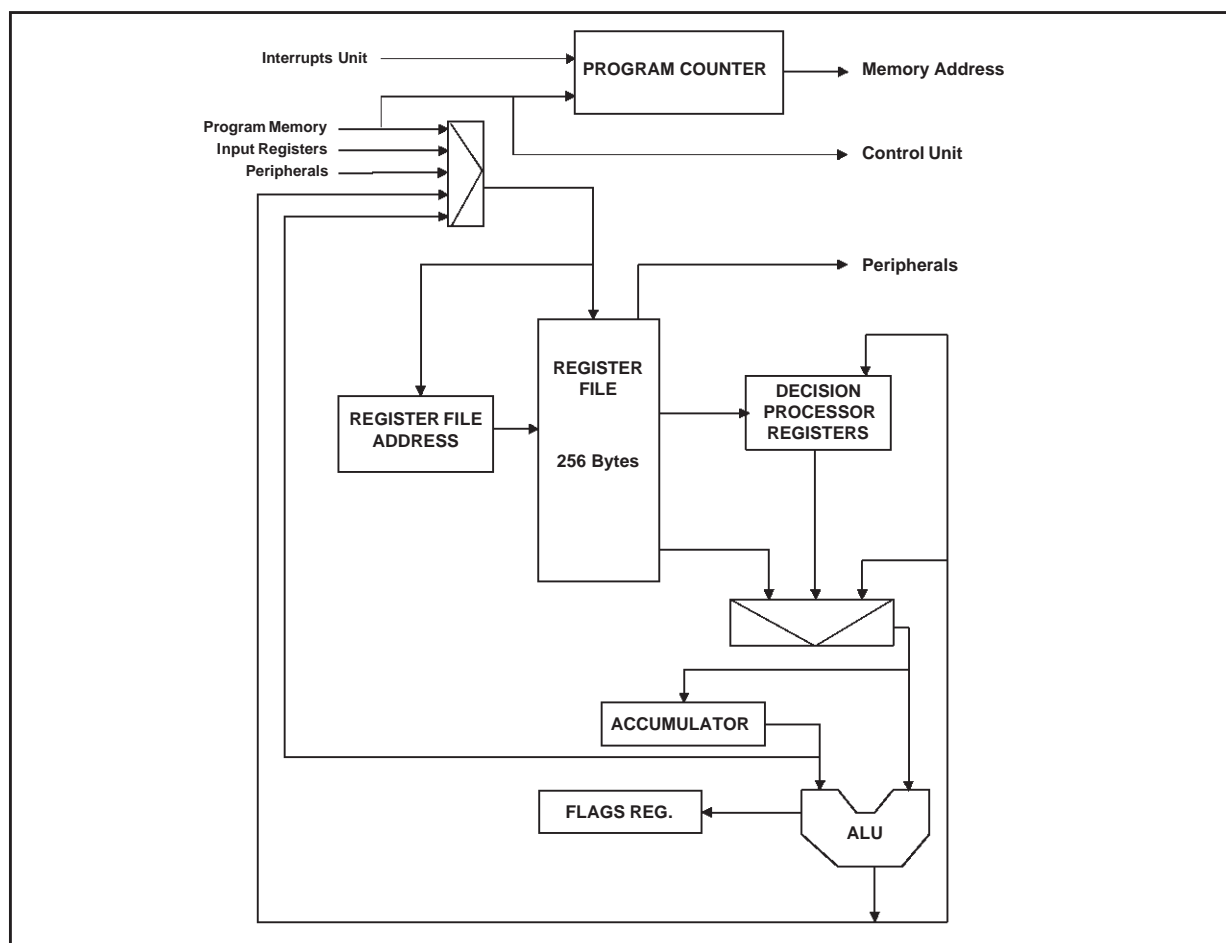 Interrupts Unit
PROGRAM COUNTER
Memory Address
Program Memory
Input Registers
Peripherals
Control Unit
Peripherals
REGISTER
FILE
256 Bytes
DECISION
PROCESSOR
REGISTERS
REGISTER FILE
ADDRESS
ACCUMULATOR
FLAGS REG.
ALU